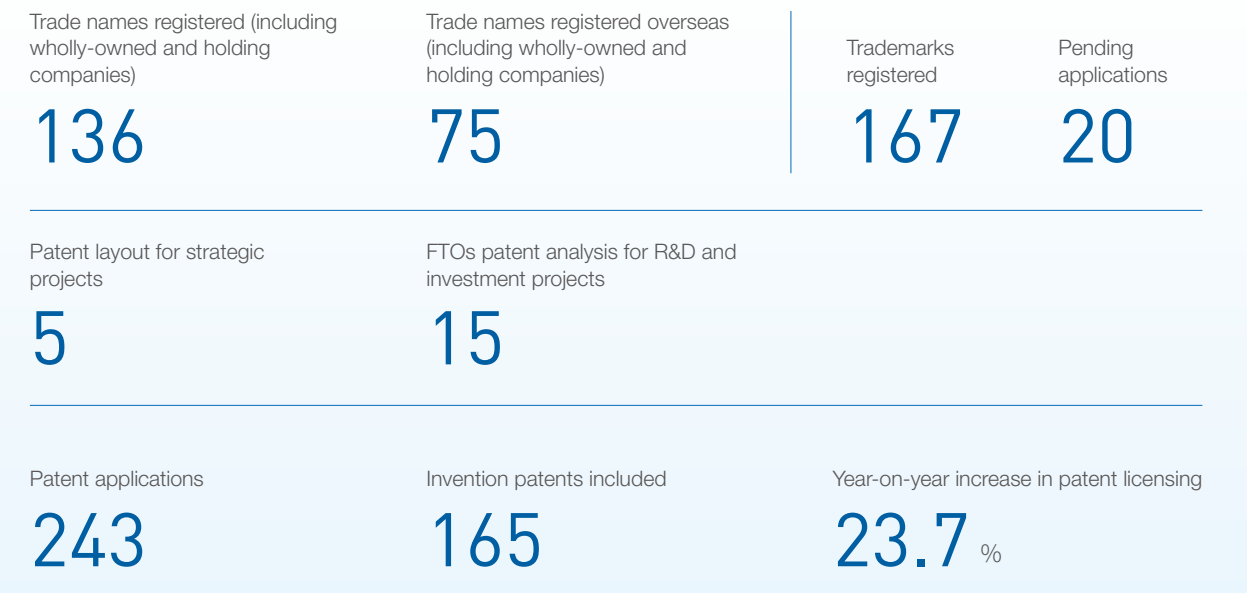 Trade names registered (including
wholly-owned and holding
companies)
136
Trade names registered overseas
(including wholly-owned and
holding companies)
75
Trademarks
registered
167
Pending
applications
20
Patent layout for strategic
projects
5
FTOs patent analysis for R&D and
investment projects
15
Patent applications
243
Invention patents included
165
Year-on-year increase in patent licensing
23.7 %